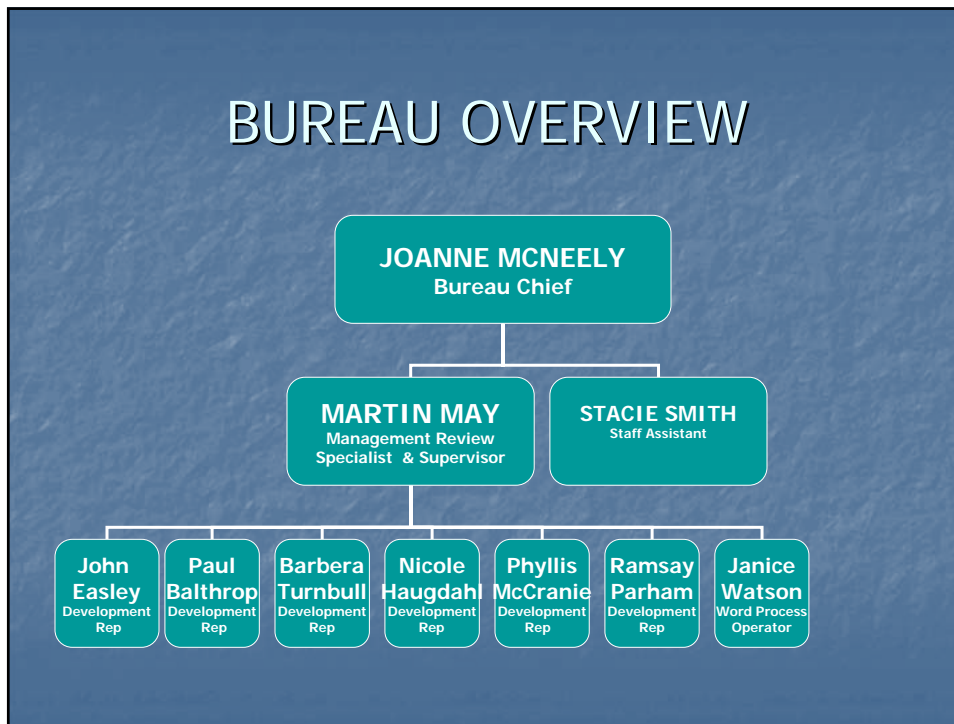 BUREAU OVERVIEW
JOANNE MCNEELY
Bureau Chief
MARTIN MAY
Management Review
Specialist & Supervisor
STACIE SMITH
Staff Assistant
John
Easley
Development
Rep
Paul
Balthrop
Development
Rep
Barbera
Turnbull
Development
Rep
Nicole
Haugdahl
Development
Rep
Phyllis
McCranie
Development
Rep
Ramsay
Parham
Development
Rep
Janice
Watson
Word Process
Operator